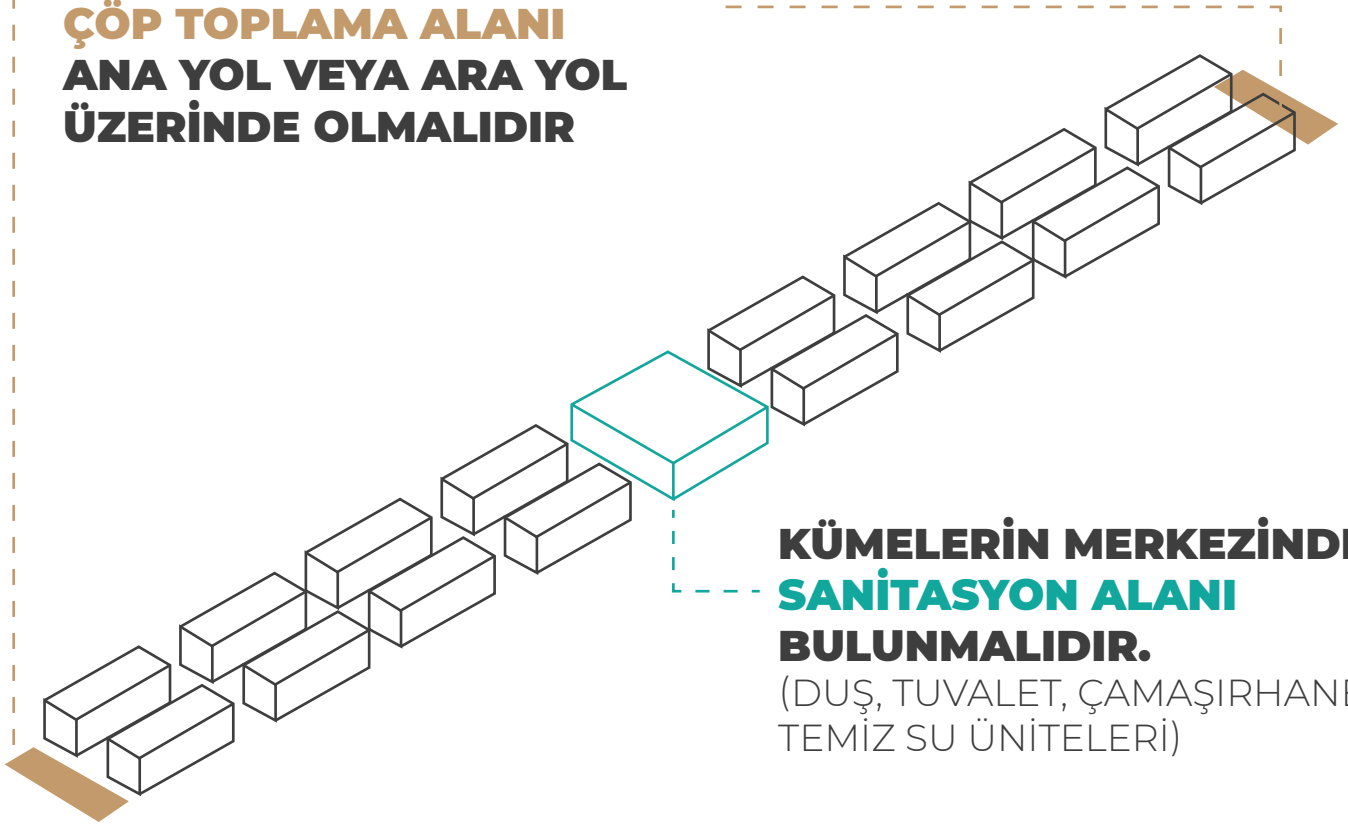 ÇÖP TOPLAMA ALANI
ANA YOL VEYA ARA YOL
ÜZERİNDE OLMALIDIR
KÜMELERİN MERKEZİND
SANİTASYON ALANI
BULUNMALIDIR.
(DUŞ, TUVALET, ÇAMAŞIRHANE
TEMİZ SU ÜNİTELERİ)